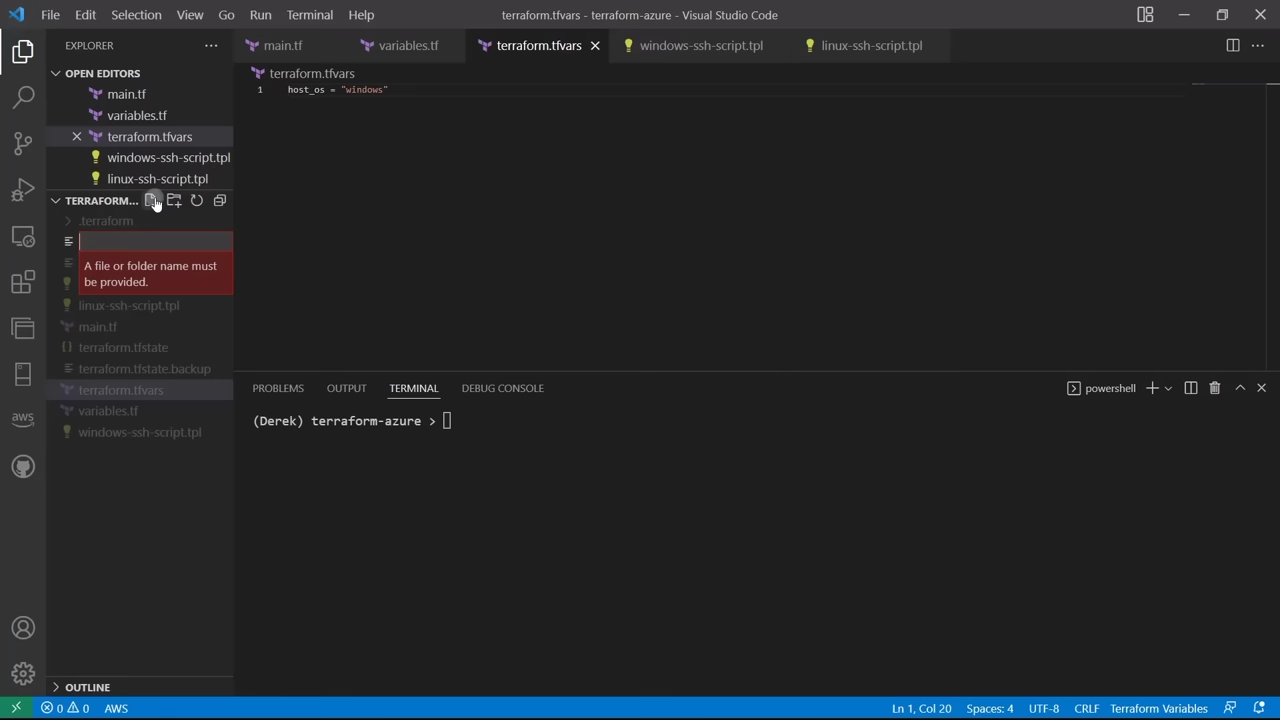 File Edit Selection View Go Run Terminal Help
terraform.tfvars - terraform-azure - Visual Studio Code
EXPLORER
OPEN EDITORS
main.tf
variables.tf
terraform.tfvars
windows-ssh-script.tpl
linux-ssh-script.tpl
TERRAFORM...
.terraform
A file or folder name must
be provided.
linux-ssh-script.tpl
main.tf
terraform.tfstate
terraform.tfstate.backup
terraform.tfvars
variables.tf
windows-ssh-script.tpl
OUTLINE
aws
main.tf variables.tf terraform.tfvars windows-ssh-script.tpl linux-ssh-script.tpl
terraform.tfvars
1 host_os = "windows"
PROBLEMS OUTPUT TERMINAL DEBUG CONSOLE
powershell
(Derek) terraform-azure >
0 0 AWS
Ln 1, Col 20 Spaces: 4 UTF-8 CRLF Terraform Variables